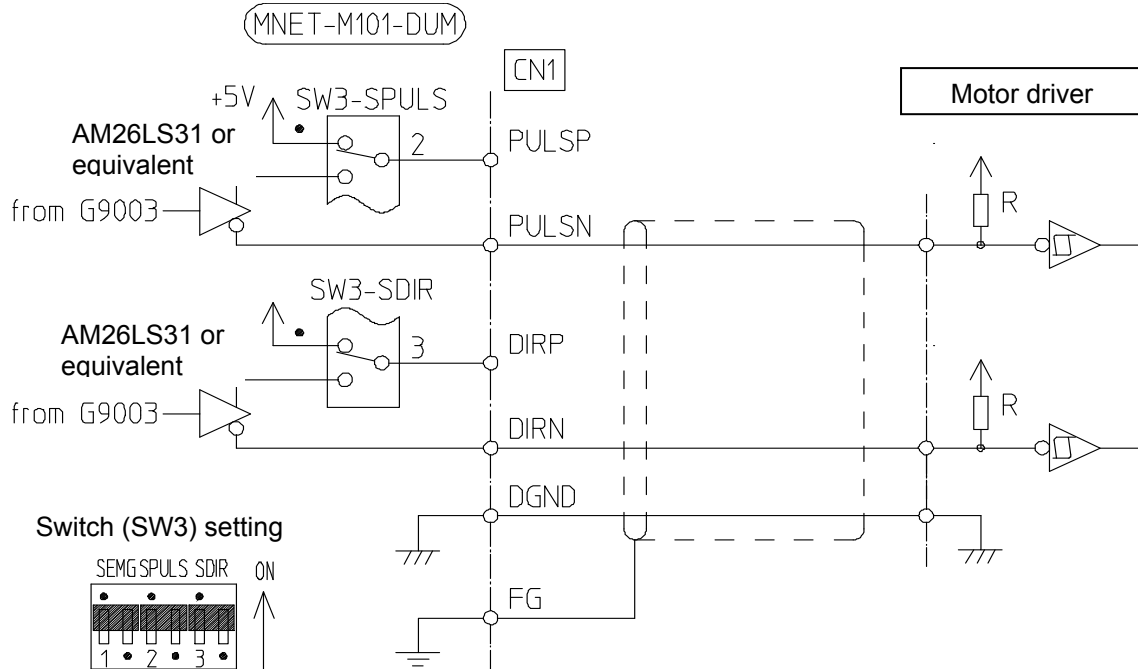 MNET-M101-DUM
CN1
Motor driver
+5V
SW3-SPULS
AM26LS31 or
equivalent
2
PULSP
from G9003
PULSN
R
SW3-SDIR
AM26LS31 or
equivalent
3
DIRP
from G9003
DIRN
R
DGND
Switch (SW3) setting
SEMG SPULS SDIR
ON
FG
1 2 3